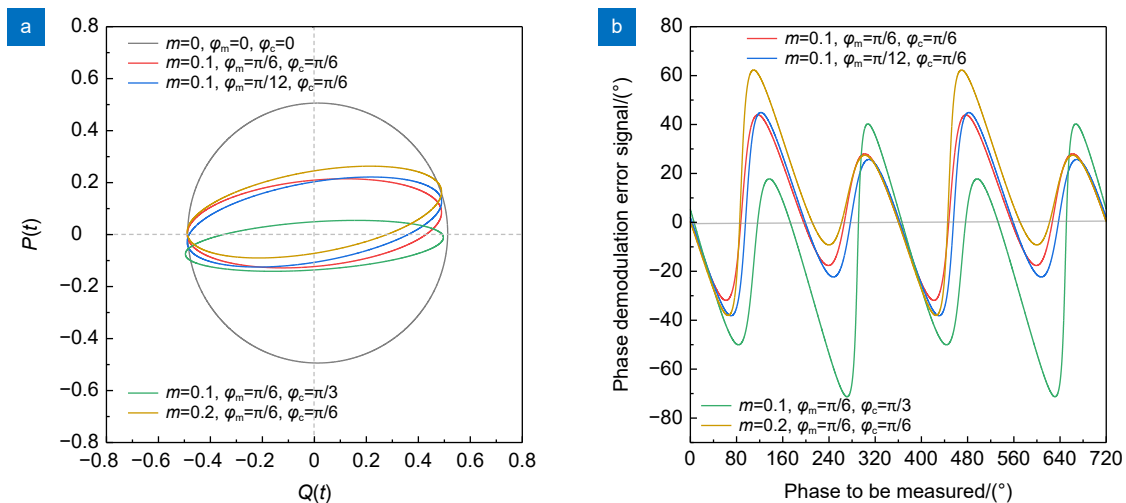 a
0.8
0.6
0.4
0.2
0
−0.2
−0.4
−0.6
−0.8
P(t)
m=0, φm=0, φc=0
m=0.1, φm=π/6, φc=π/6
m=0.1, φm=π/12, φc=π/6
m=0.1, φm=π/6, φc=π/3
m=0.2, φm=π/6, φc=π/6
−0.8 −0.6 −0.4 −0.2 0 0.2 0.4 0.6 0.8
Q(t)
b
80
60
40
20
0
−20
−40
−60
−80
Phase demodulation error signal/(°)
m=0.1, φm=π/6, φc=π/6
m=0.1, φm=π/12, φc=π/6
m=0.1, φm=π/6, φc=π/3
m=0.2, φm=π/6, φc=π/6
0 80 160 240 320 400 480 560 640 720
Phase to be measured/(°)